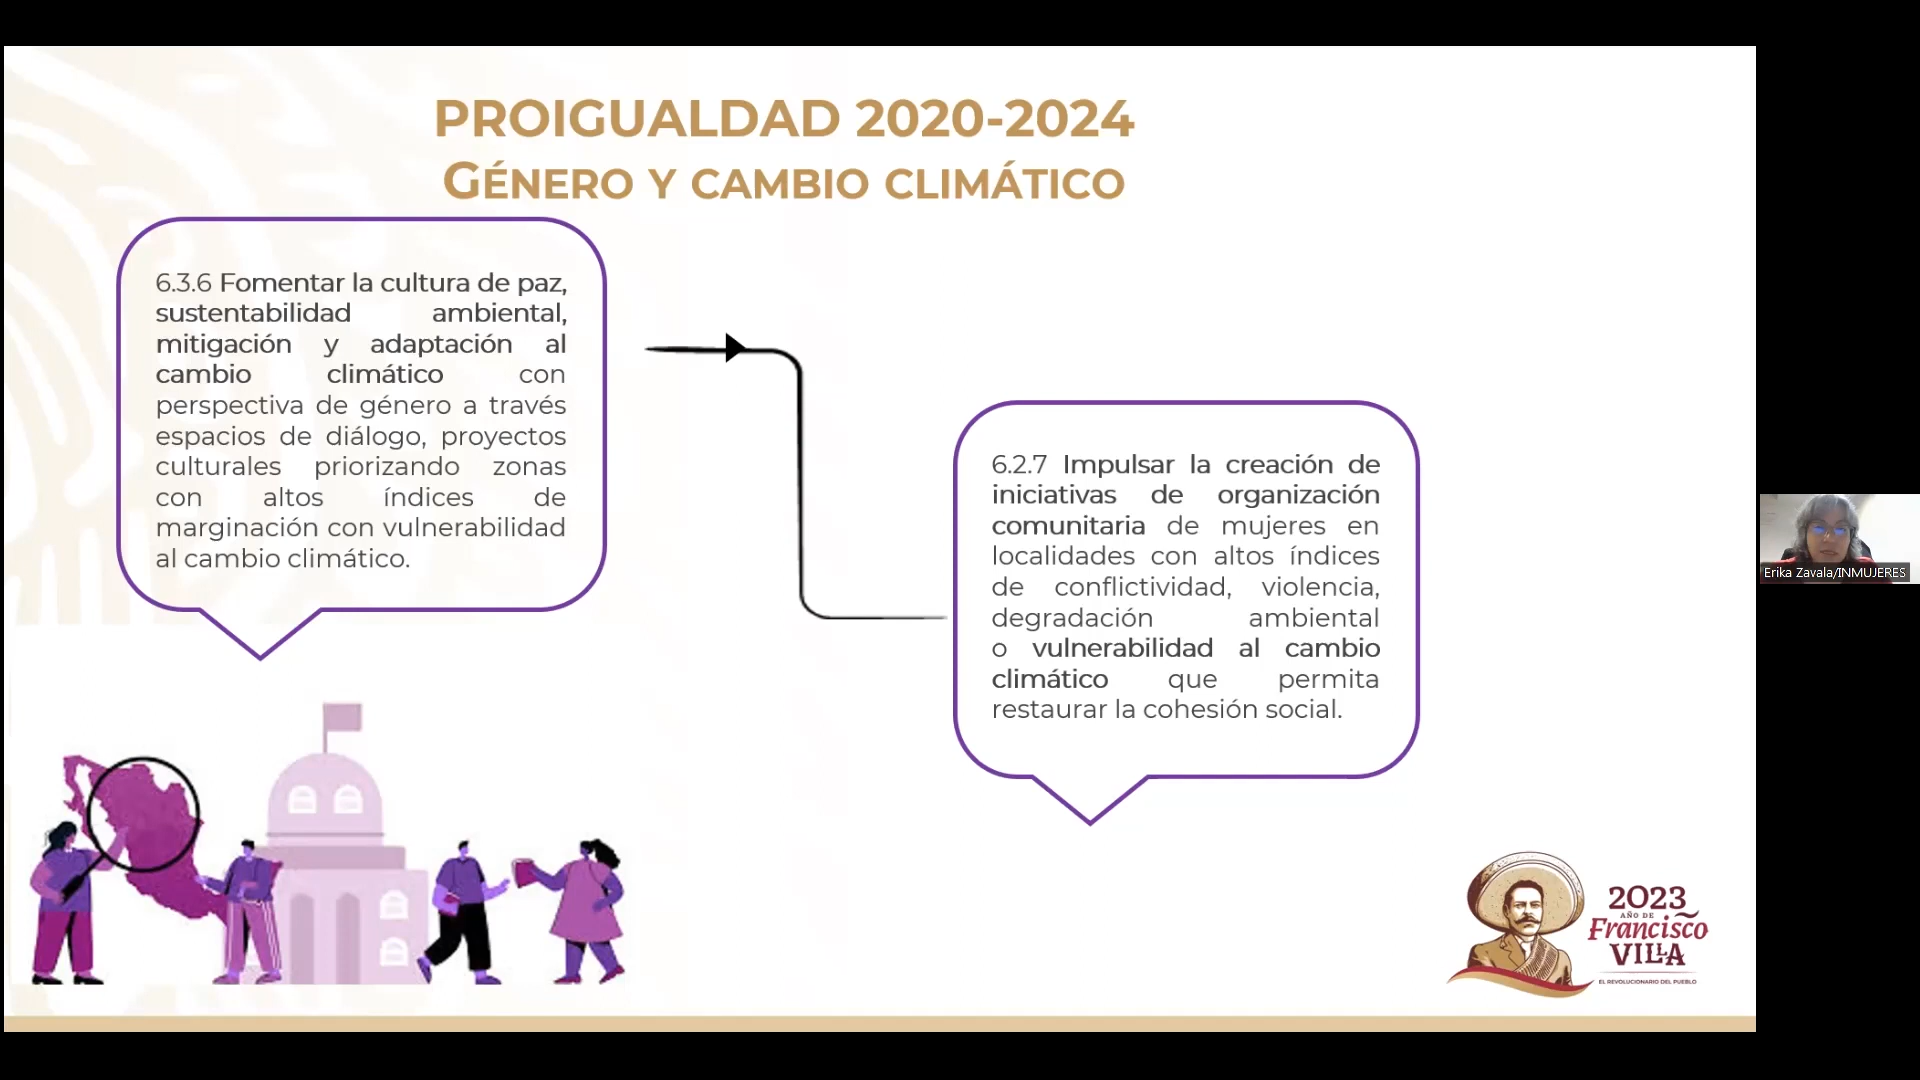 PROIGUALDAD 2020-2024
GÉNERO Y CAMBIO CLIMÁTICO
6.3.6 Fomentar la cultura de paz,
sustentabilidad ambiental,
mitigación y adaptación al
cambio climático con
perspectiva de género a través
espacios de diálogo, proyectos
culturales priorizando zonas
con altos índices de
marginación con vulnerabilidad
al cambio climático.
6.2.7 Impulsar la creación de
iniciativas de organización
comunitaria de mujeres en
localidades con altos índices
de conflictividad, violencia,
degradación ambiental
o vulnerabilidad al cambio
climático que permita
restaurar la cohesión social.
Erika Zavala/INMUJERES
2023
AÑO DE
Francisco
VILLA
EL REVOLUCIONARIO DEL PUEBLO